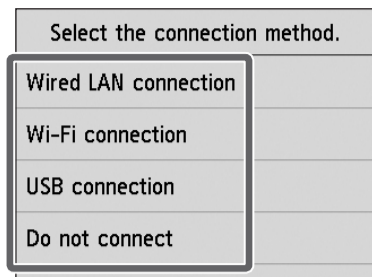 Select the connection method.
Wired LAN connection
Wi-Fi connection
USB connection
Do not connect